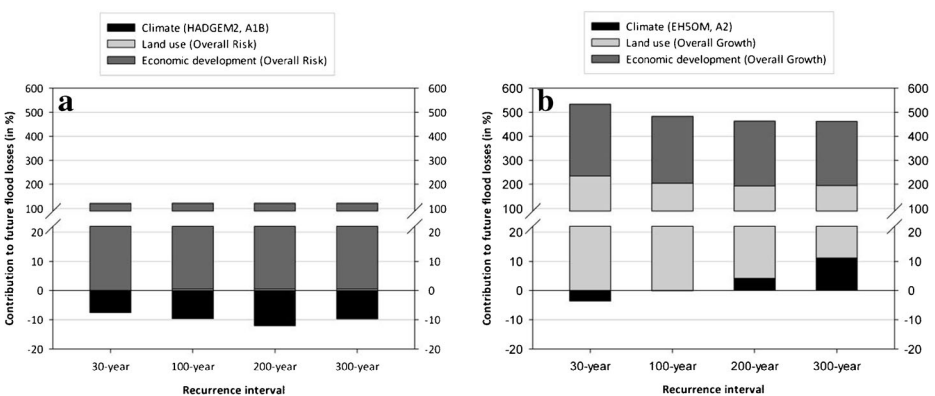 Climate (HADGEM2, A1B)
Land use (Overall Risk)
Economic development (Overall Risk)
a
Contribution to future flood losses (in %)
600 600
500 500
400 400
300 300
200 200
100 100
20 20
10 10
0 0
-10 -10
-20 -20
30-year 100-year 200-year 300-year
Recurrence interval
Climate (EH5OM, A2)
Land use (Overall Growth)
Economic development (Overall Growth)
b
Contribution to future flood losses (in %)
600 600
500 500
400 400
300 300
200 200
100 100
20 20
10 10
0 0
-10 -10
-20 -20
30-year 100-year 200-year 300-year
Recurrence interval